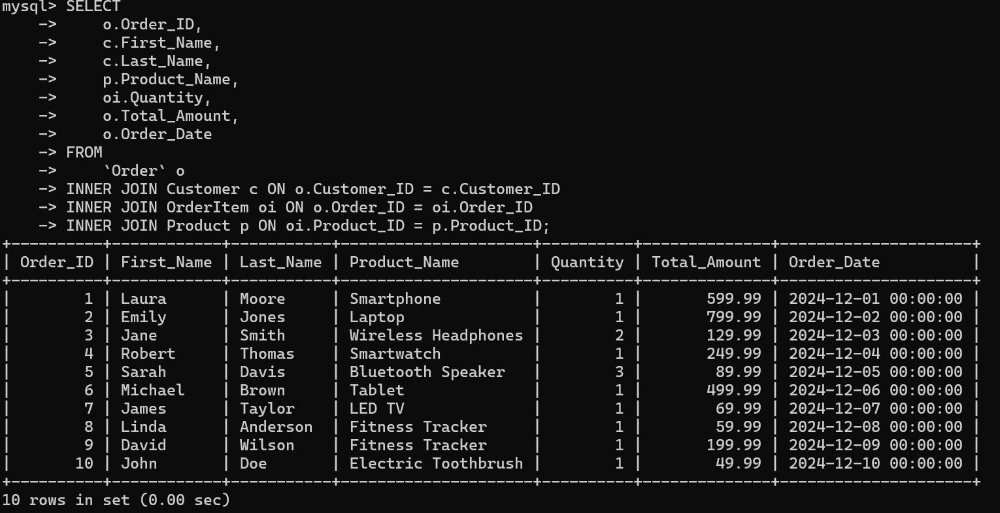 mysql> SELECT
    ->     o.Order_ID,
    ->     c.First_Name,
    ->     c.Last_Name,
    ->     p.Product_Name,
    ->     oi.Quantity,
    ->     o.Total_Amount,
    ->     o.Order_Date
    -> FROM
    ->     `Order` o
    -> INNER JOIN Customer c ON o.Customer_ID = c.Customer_ID
    -> INNER JOIN OrderItem oi ON o.Order_ID = oi.Order_ID
    -> INNER JOIN Product p ON oi.Product_ID = p.Product_ID;
+----------+------------+-----------+---------------------+----------+--------------+---------------------+
| Order_ID | First_Name | Last_Name | Product_Name        | Quantity | Total_Amount | Order_Date          |
+----------+------------+-----------+---------------------+----------+--------------+---------------------+
|        1 | Laura      | Moore     | Smartphone          |        1 |       599.99 | 2024-12-01 00:00:00 |
|        2 | Emily      | Jones     | Laptop              |        1 |       799.99 | 2024-12-02 00:00:00 |
|        3 | Jane       | Smith     | Wireless Headphones |        2 |       129.99 | 2024-12-03 00:00:00 |
|        4 | Robert     | Thomas    | Smartwatch          |        1 |       249.99 | 2024-12-04 00:00:00 |
|        5 | Sarah      | Davis     | Bluetooth Speaker   |        3 |        89.99 | 2024-12-05 00:00:00 |
|        6 | Michael    | Brown     | Tablet              |        1 |       499.99 | 2024-12-06 00:00:00 |
|        7 | James      | Taylor    | LED TV              |        1 |        69.99 | 2024-12-07 00:00:00 |
|        8 | Linda      | Anderson  | Fitness Tracker     |        1 |        59.99 | 2024-12-08 00:00:00 |
|        9 | David      | Wilson    | Fitness Tracker     |        1 |       199.99 | 2024-12-09 00:00:00 |
|       10 | John       | Doe       | Electric Toothbrush |        1 |        49.99 | 2024-12-10 00:00:00 |
+----------+------------+-----------+---------------------+----------+--------------+---------------------+
10 rows in set (0.00 sec)